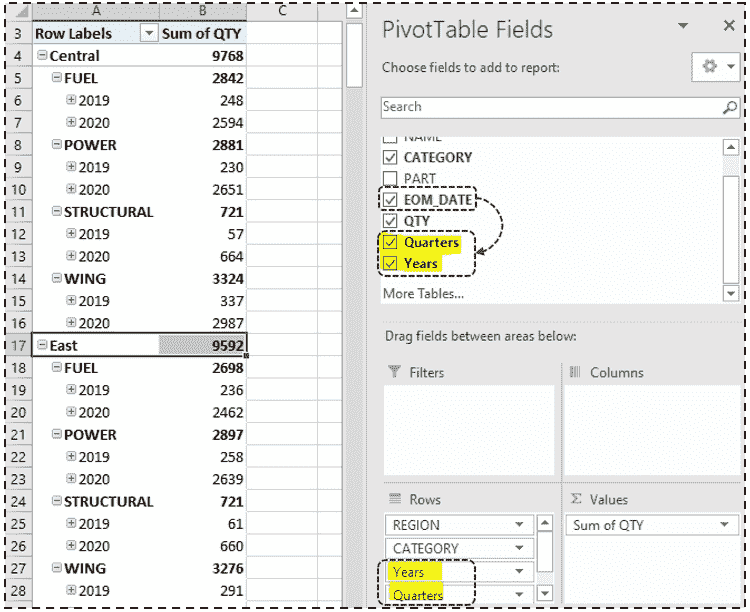 A B C
3 Row Labels Sum of QTY
4 Central 9768
5 FUEL 2842
6 2019 248
7 2020 2594
8 POWER 2881
9 2019 230
10 2020 2651
11 STRUCTURAL 721
12 2019 57
13 2020 664
14 WING 3324
15 2019 337
16 2020 2987
17 East 9592
18 FUEL 2698
19 2019 236
20 2020 2462
21 POWER 2897
22 2019 258
23 2020 2639
24 STRUCTURAL 721
25 2019 61
26 2020 660
27 WING 3276
28 2019 291
PivotTable Fields
Choose fields to add to report:
Search
NAME
CATEGORY
PART
EOM_DATE
QTY
Quarters
Years
More Tables...
Drag fields between areas below:
Filters
Columns
Rows
Σ Values
REGION
Sum of QTY
CATEGORY
Years
Quarters